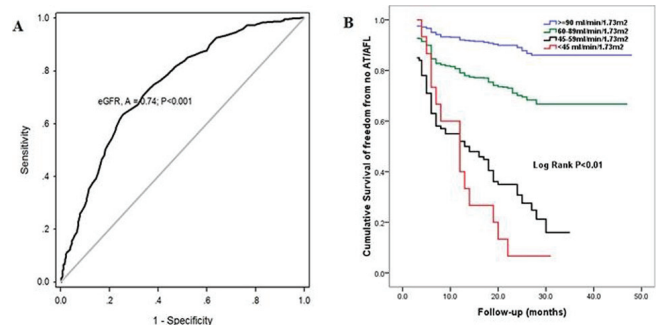 A
B
1.0
.8
.6
.4
.2
0.0
eGFR, A = 0.74; P<0.001
Sensitivity
0.0 .2 .4 .6 .8 1.0
1 - Specificity
>=90 ml/min/1.73m2
60-89ml/min/1.73m2
45-59ml/min/1.73m2
<45 ml/min/1.73m2
1.0
0.8
0.6
0.4
0.2
0.0
Log Rank P<0.01
Cumulative Survival of freedom from no AT/AFL
.0 10.0 20.0 30.0 40.0 50.0
Follow-up (months)